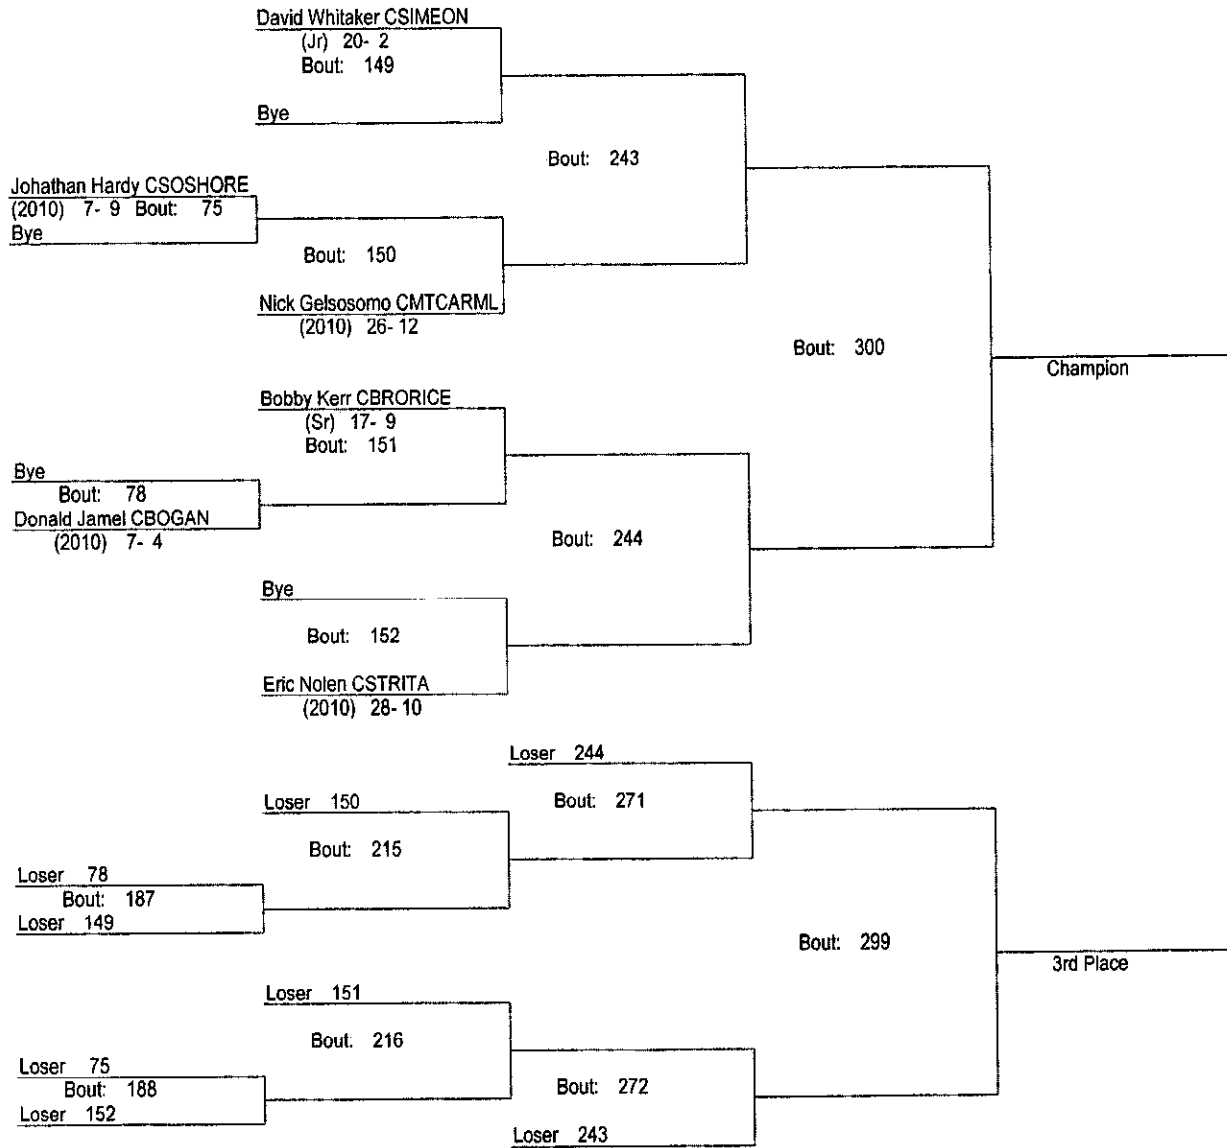 David Whitaker CSIMEON
(Jr) 20- 2
Bout: 149
Bye
Bout: 243
Johathan Hardy CSOSHORE
(2010) 7- 9 Bout: 75
Bye
Bout: 150
Nick Gelsosomo CMTCARML
(2010) 26- 12
Bout: 300
Champion
Bobby Kerr CBRORICE
(Sr) 17- 9
Bout: 151
Bye
Bout: 78
Donald Jamel CBOGAN
(2010) 7- 4
Bout: 244
Bye
Bout: 152
Eric Nolen CSTRITA
(2010) 28- 10
Loser 244
Bout: 271
Loser 150
Bout: 215
Loser 78
Bout: 187
Loser 149
Bout: 299
3rd Place
Loser 151
Bout: 216
Loser 75
Bout: 188
Loser 152
Bout: 272
Loser 243